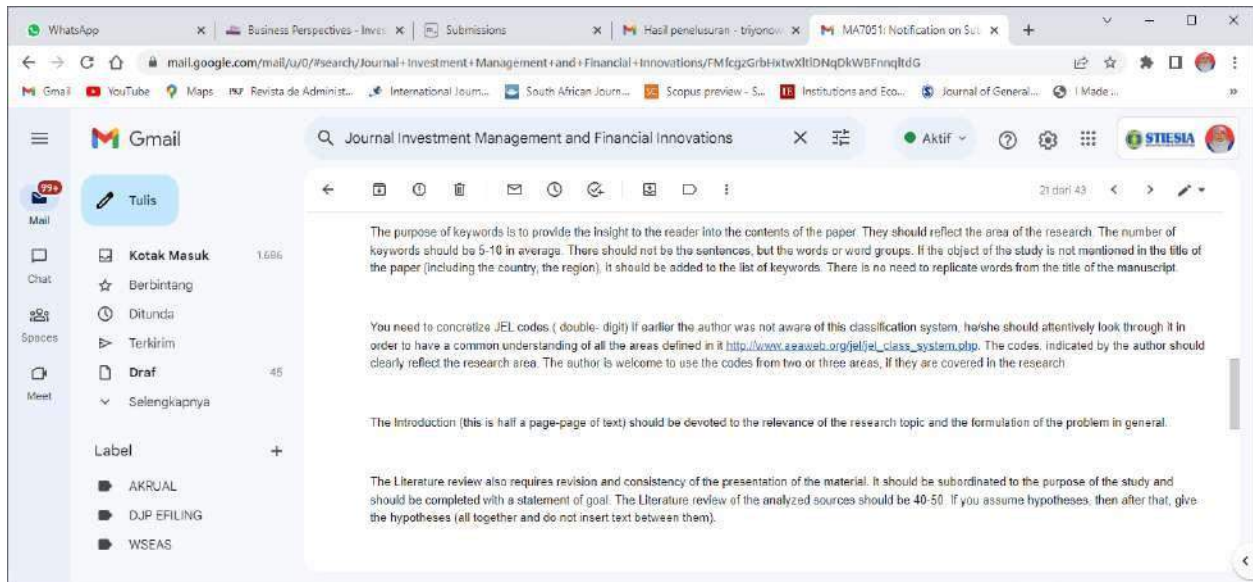 WhatsApp
Business Perspectives - Inves
Submissions
Hasil penelusuran - triyonow
MA7051: Notification on Sub
mail.google.com/mail/u/0/#search/Journal+Investment+Management+and+Financial+Innovations/
Gmail
YouTube
Maps
Revista de Administ...
International Journ...
South African Journ...
Scopus preview - S...
Institutions and Eco...
Journal of General...
I Made ...
Gmail
Journal Investment Management and Financial Innovations
Aktif
STIESIA
99+
Mail
Chat
Spaces
Meet
Tulis
Kotak Masuk 1.686
Berbintang
Ditunda
Terkirim
Draf 45
Selengkapnya
Label
AKRUAL
DJP EFILING
WSEAS
21 dari 43
The purpose of keywords is to provide the insight to the reader into the contents of the paper. They should reflect the area of the research. The number of
keywords should be 5-10 in average. There should not be the sentences, but the words or word groups. If the object of the study is not mentioned in the title of
the paper (including the country, the region), it should be added to the list of keywords. There is no need to replicate words from the title of the manuscript.
You need to concretize JEL codes ( double- digit) If earlier the author was not aware of this classification system, he/she should attentively look through it in
order to have a common understanding of all the areas defined in it http://www.aeaweb.org/jel/jel_class_system.php. The codes, indicated by the author should
clearly reflect the research area. The author is welcome to use the codes from two or three areas, if they are covered in the research
The Introduction (this is half a page-page of text) should be devoted to the relevance of the research topic and the formulation of the problem in general.
The Literature review also requires revision and consistency of the presentation of the material. It should be subordinated to the purpose of the study and
should be completed with a statement of goal. The Literature review of the analyzed sources should be 40-50. If you assume hypotheses, then after that, give
the hypotheses (all together and do not insert text between them).